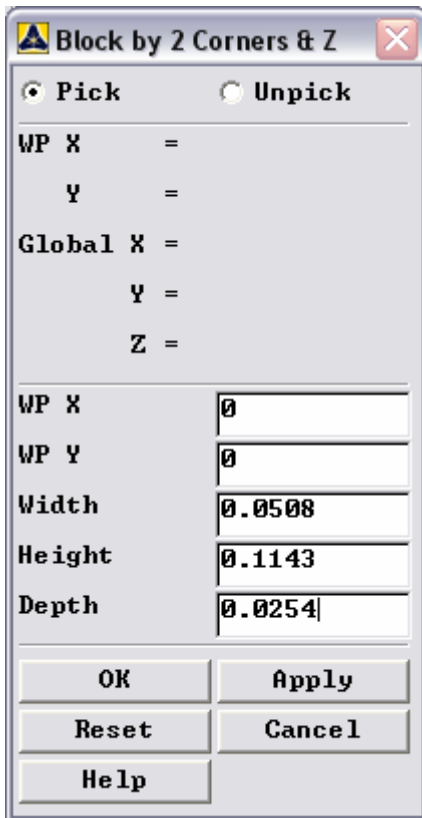 Block by 2 Corners & Z
Pick Unpick
WP X =
Y =
Global X =
Y =
Z =
WP X 0
WP Y 0
Width 0.0508
Height 0.1143
Depth 0.0254
OK Apply
Reset Cancel
Help